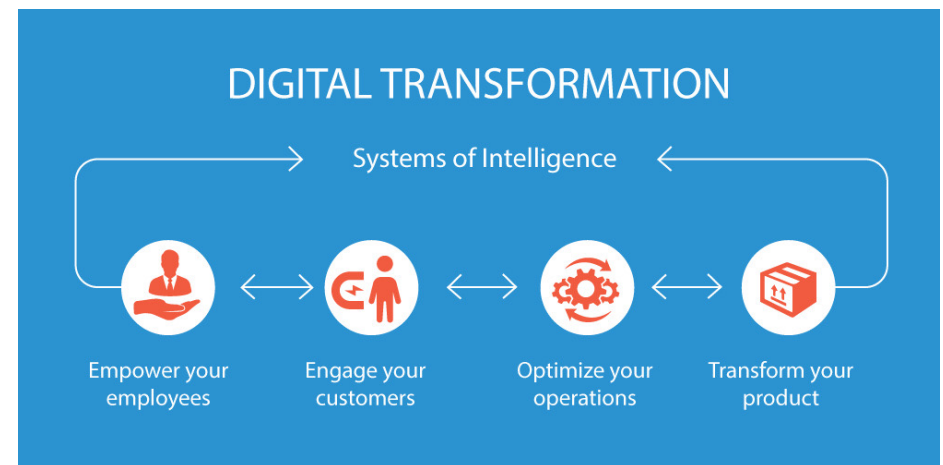 DIGITAL TRANSFORMATION
Systems of Intelligence
Empower your
employees
Engage your
customers
Optimize your
operations
Transform your
product